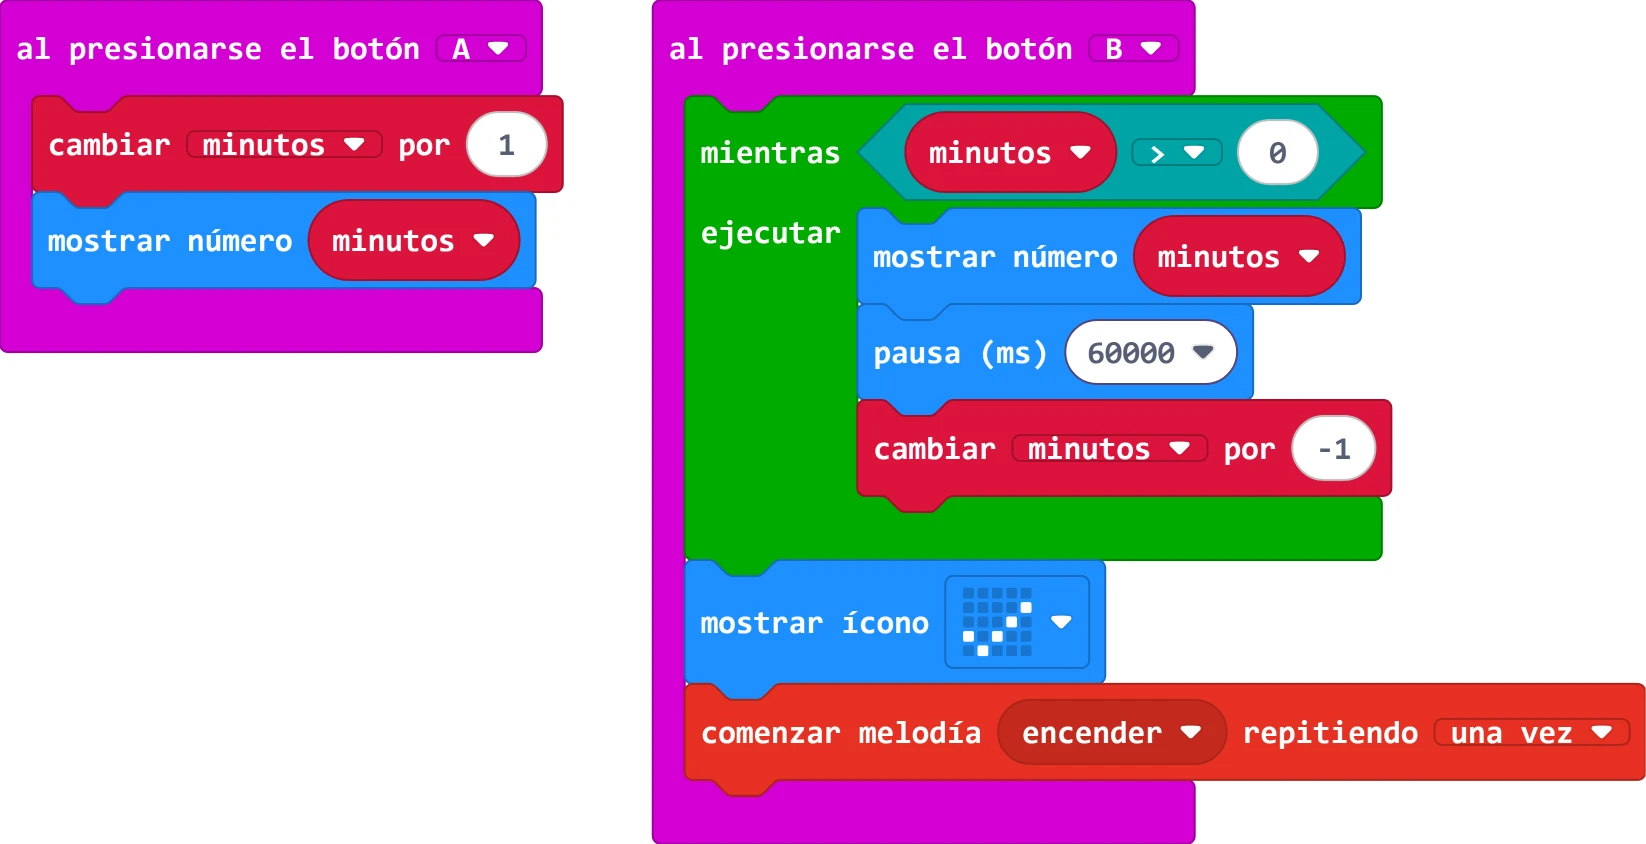 al presionarse el botón A
cambiar minutos por 1
mostrar número minutos
al presionarse el botón B
mientras minutos > 0
ejecutar
mostrar número minutos
pausa (ms) 60000
cambiar minutos por -1
mostrar ícono
comenzar melodía encender repitiendo una vez